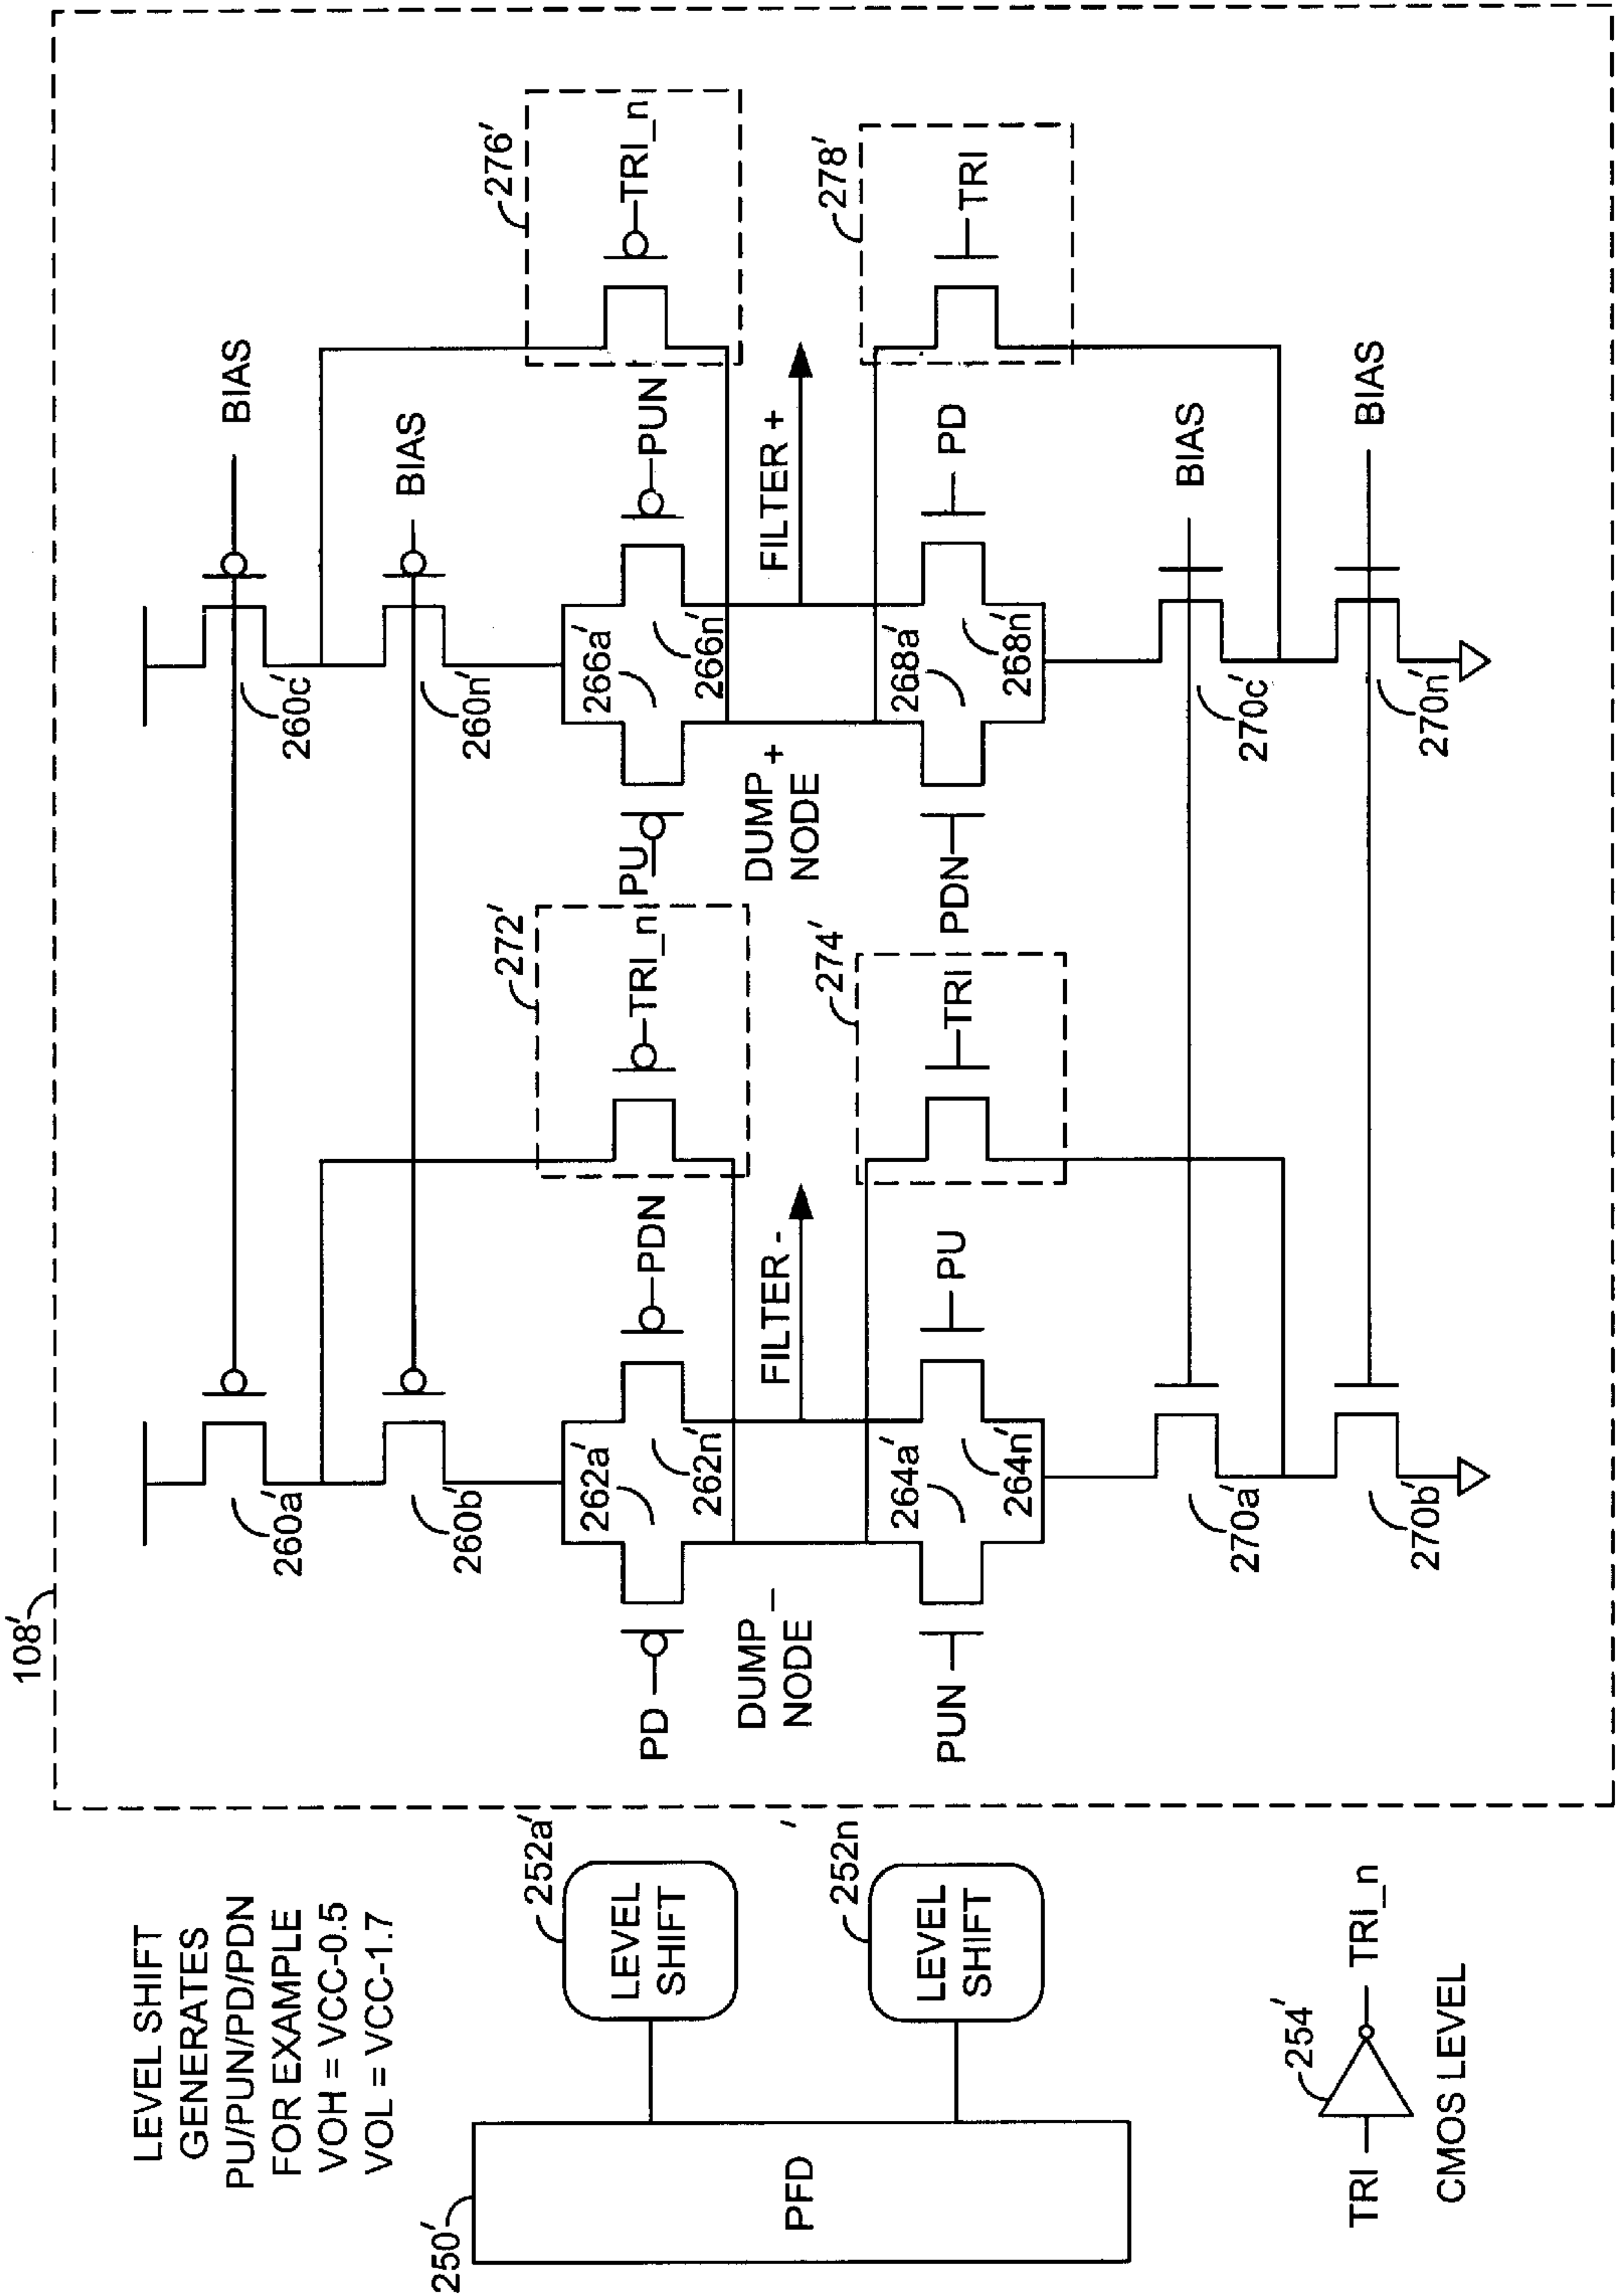 108'
LEVEL SHIFT
GENERATES
PU/PUN/PD/PDN
FOR EXAMPLE
VOH = VCC-0.5
VOL = VCC-1.7
250'
PFD
252a'
LEVEL
SHIFT
252n'
LEVEL
SHIFT
254'
TRI
TRI_n
CMOS LEVEL
BIAS
260a'
260c'
BIAS
260b'
260n'
272'
276'
PD
262a'
262n'
PDN
TRI_n
PU
266a'
266n'
PUN
TRI_n
DUMP -
NODE
FILTER -
DUMP +
NODE
FILTER +
274'
278'
PUN
264a'
264n'
PU
TRI
PDN
268a'
268n'
PD
TRI
270a'
270c'
BIAS
270b'
270n'
BIAS